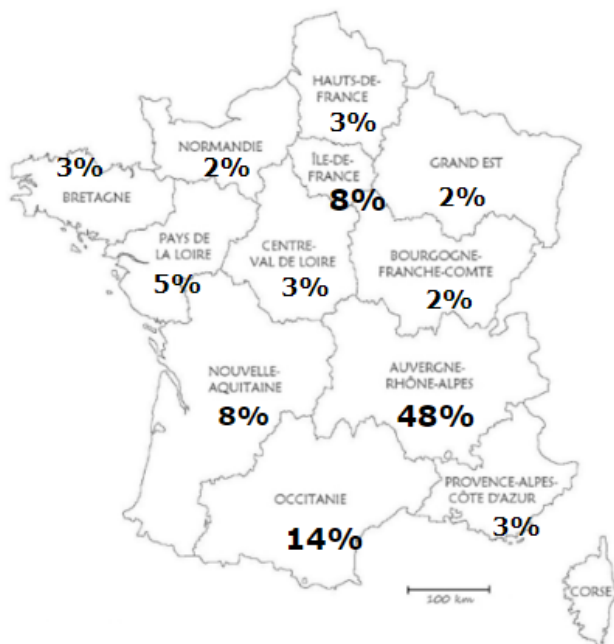 HAUTS-DE-
FRANCE
3%
NORMANDIE
2%
ÎLE-DE-
FRANCE
8%
GRAND EST
2%
3%
BRETAGNE
PAYS DE
LA LOIRE
5%
CENTRE-
VAL DE LOIRE
3%
BOURGOGNE-
FRANCHE-COMTE
2%
NOUVELLE-
AQUITAINE
8%
AUVERGNE-
RHÔNE-ALPES
48%
OCCITANIE
14%
PROVENCE-ALPES-
CÔTE D'AZUR
3%
100 km
CORSE